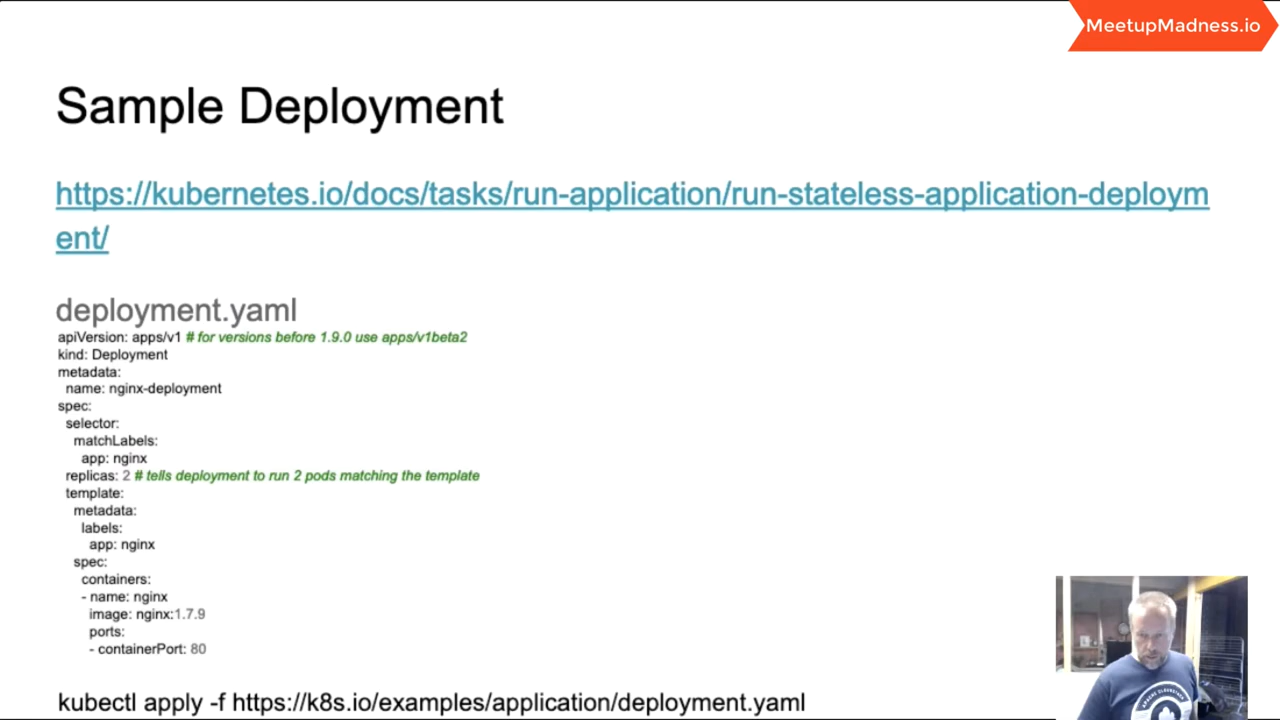 MeetupMadness.io
Sample Deployment
https://kubernetes.io/docs/tasks/run-application/run-stateless-application-deploym
ent/
deployment.yaml
apiVersion: apps/v1 # for versions before 1.9.0 use apps/v1beta2
kind: Deployment
metadata:
  name: nginx-deployment
spec:
  selector:
    matchLabels:
      app: nginx
  replicas: 2 # tells deployment to run 2 pods matching the template
  template:
    metadata:
      labels:
        app: nginx
    spec:
      containers:
      - name: nginx
        image: nginx:1.7.9
        ports:
        - containerPort: 80
kubectl apply -f https://k8s.io/examples/application/deployment.yaml